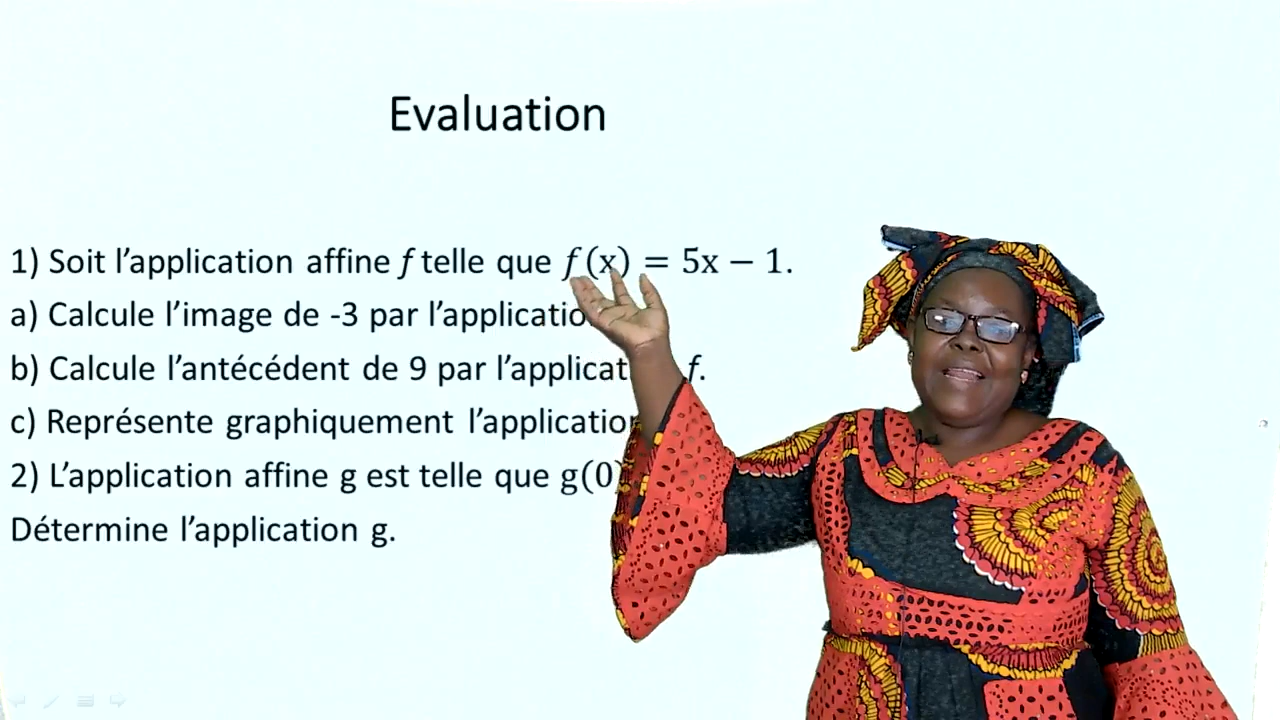 Evaluation
1) Soit l’application affine f telle que f(x) = 5x − 1.
a) Calcule l’image de -3 par l’applicatio
b) Calcule l’antécédent de 9 par l’applicat f.
c) Représente graphiquement l’application
2) L’application affine g est telle que g(0)
Détermine l’application g.